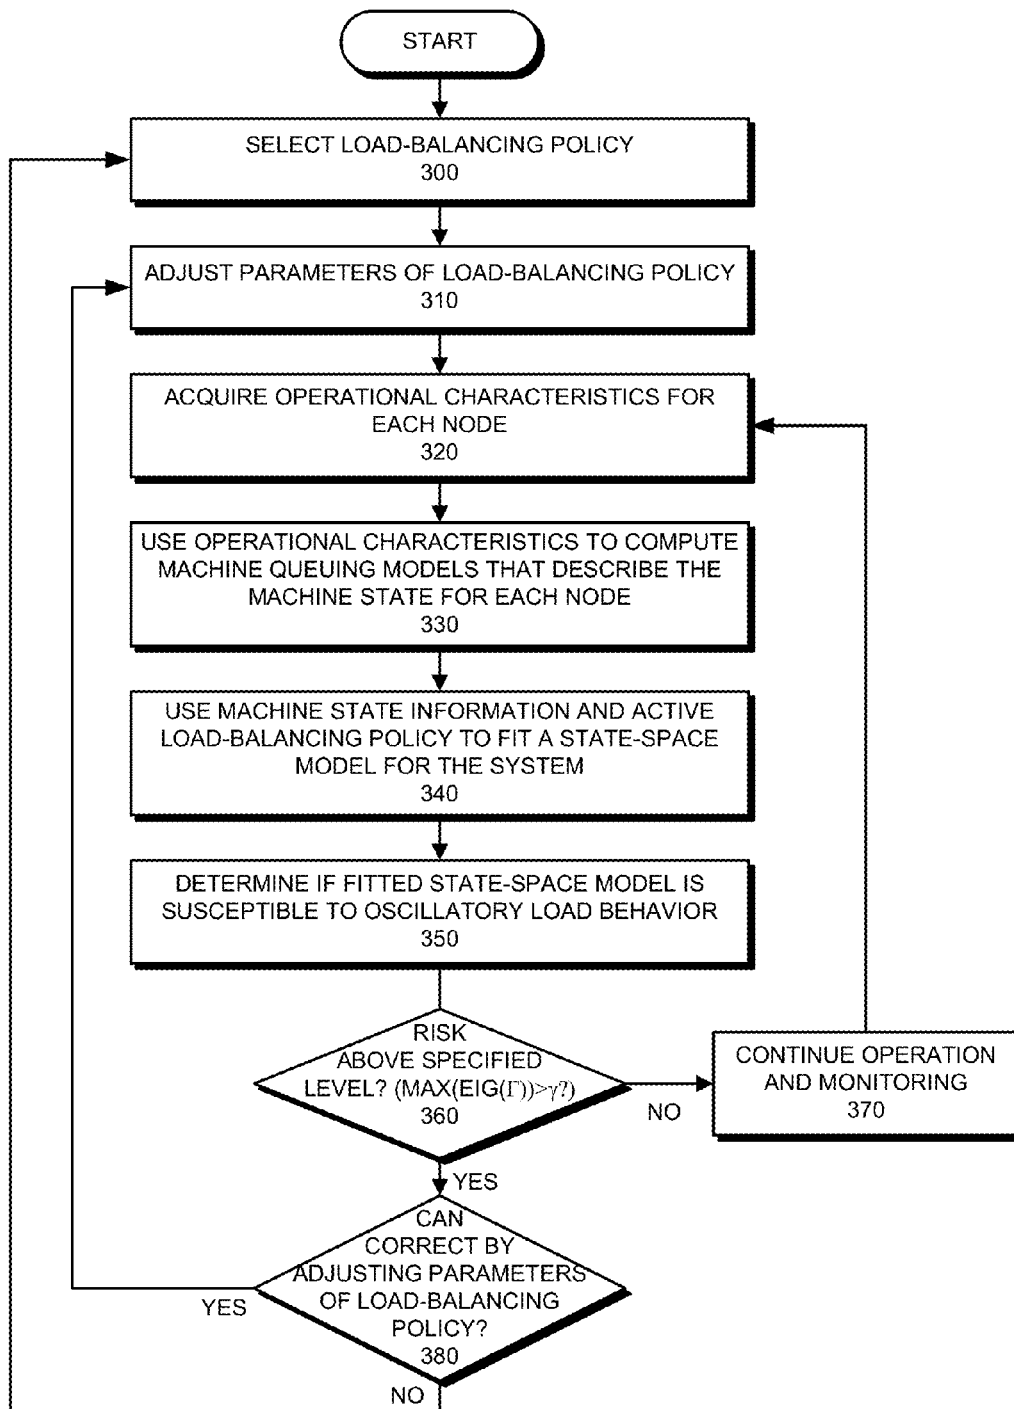 START
SELECT LOAD-BALANCING POLICY
300
ADJUST PARAMETERS OF LOAD-BALANCING POLICY
310
ACQUIRE OPERATIONAL CHARACTERISTICS FOR
EACH NODE
320
USE OPERATIONAL CHARACTERISTICS TO COMPUTE
MACHINE QUEUING MODELS THAT DESCRIBE THE
MACHINE STATE FOR EACH NODE
330
USE MACHINE STATE INFORMATION AND ACTIVE
LOAD-BALANCING POLICY TO FIT A STATE-SPACE
MODEL FOR THE SYSTEM
340
DETERMINE IF FITTED STATE-SPACE MODEL IS
SUSCEPTIBLE TO OSCILLATORY LOAD BEHAVIOR
350
RISK
ABOVE SPECIFIED
LEVEL? (MAX(EIG(Γ))>γ?)
360
NO
CONTINUE OPERATION
AND MONITORING
370
YES
CAN
CORRECT BY
ADJUSTING PARAMETERS
OF LOAD-BALANCING
POLICY?
380
YES
NO